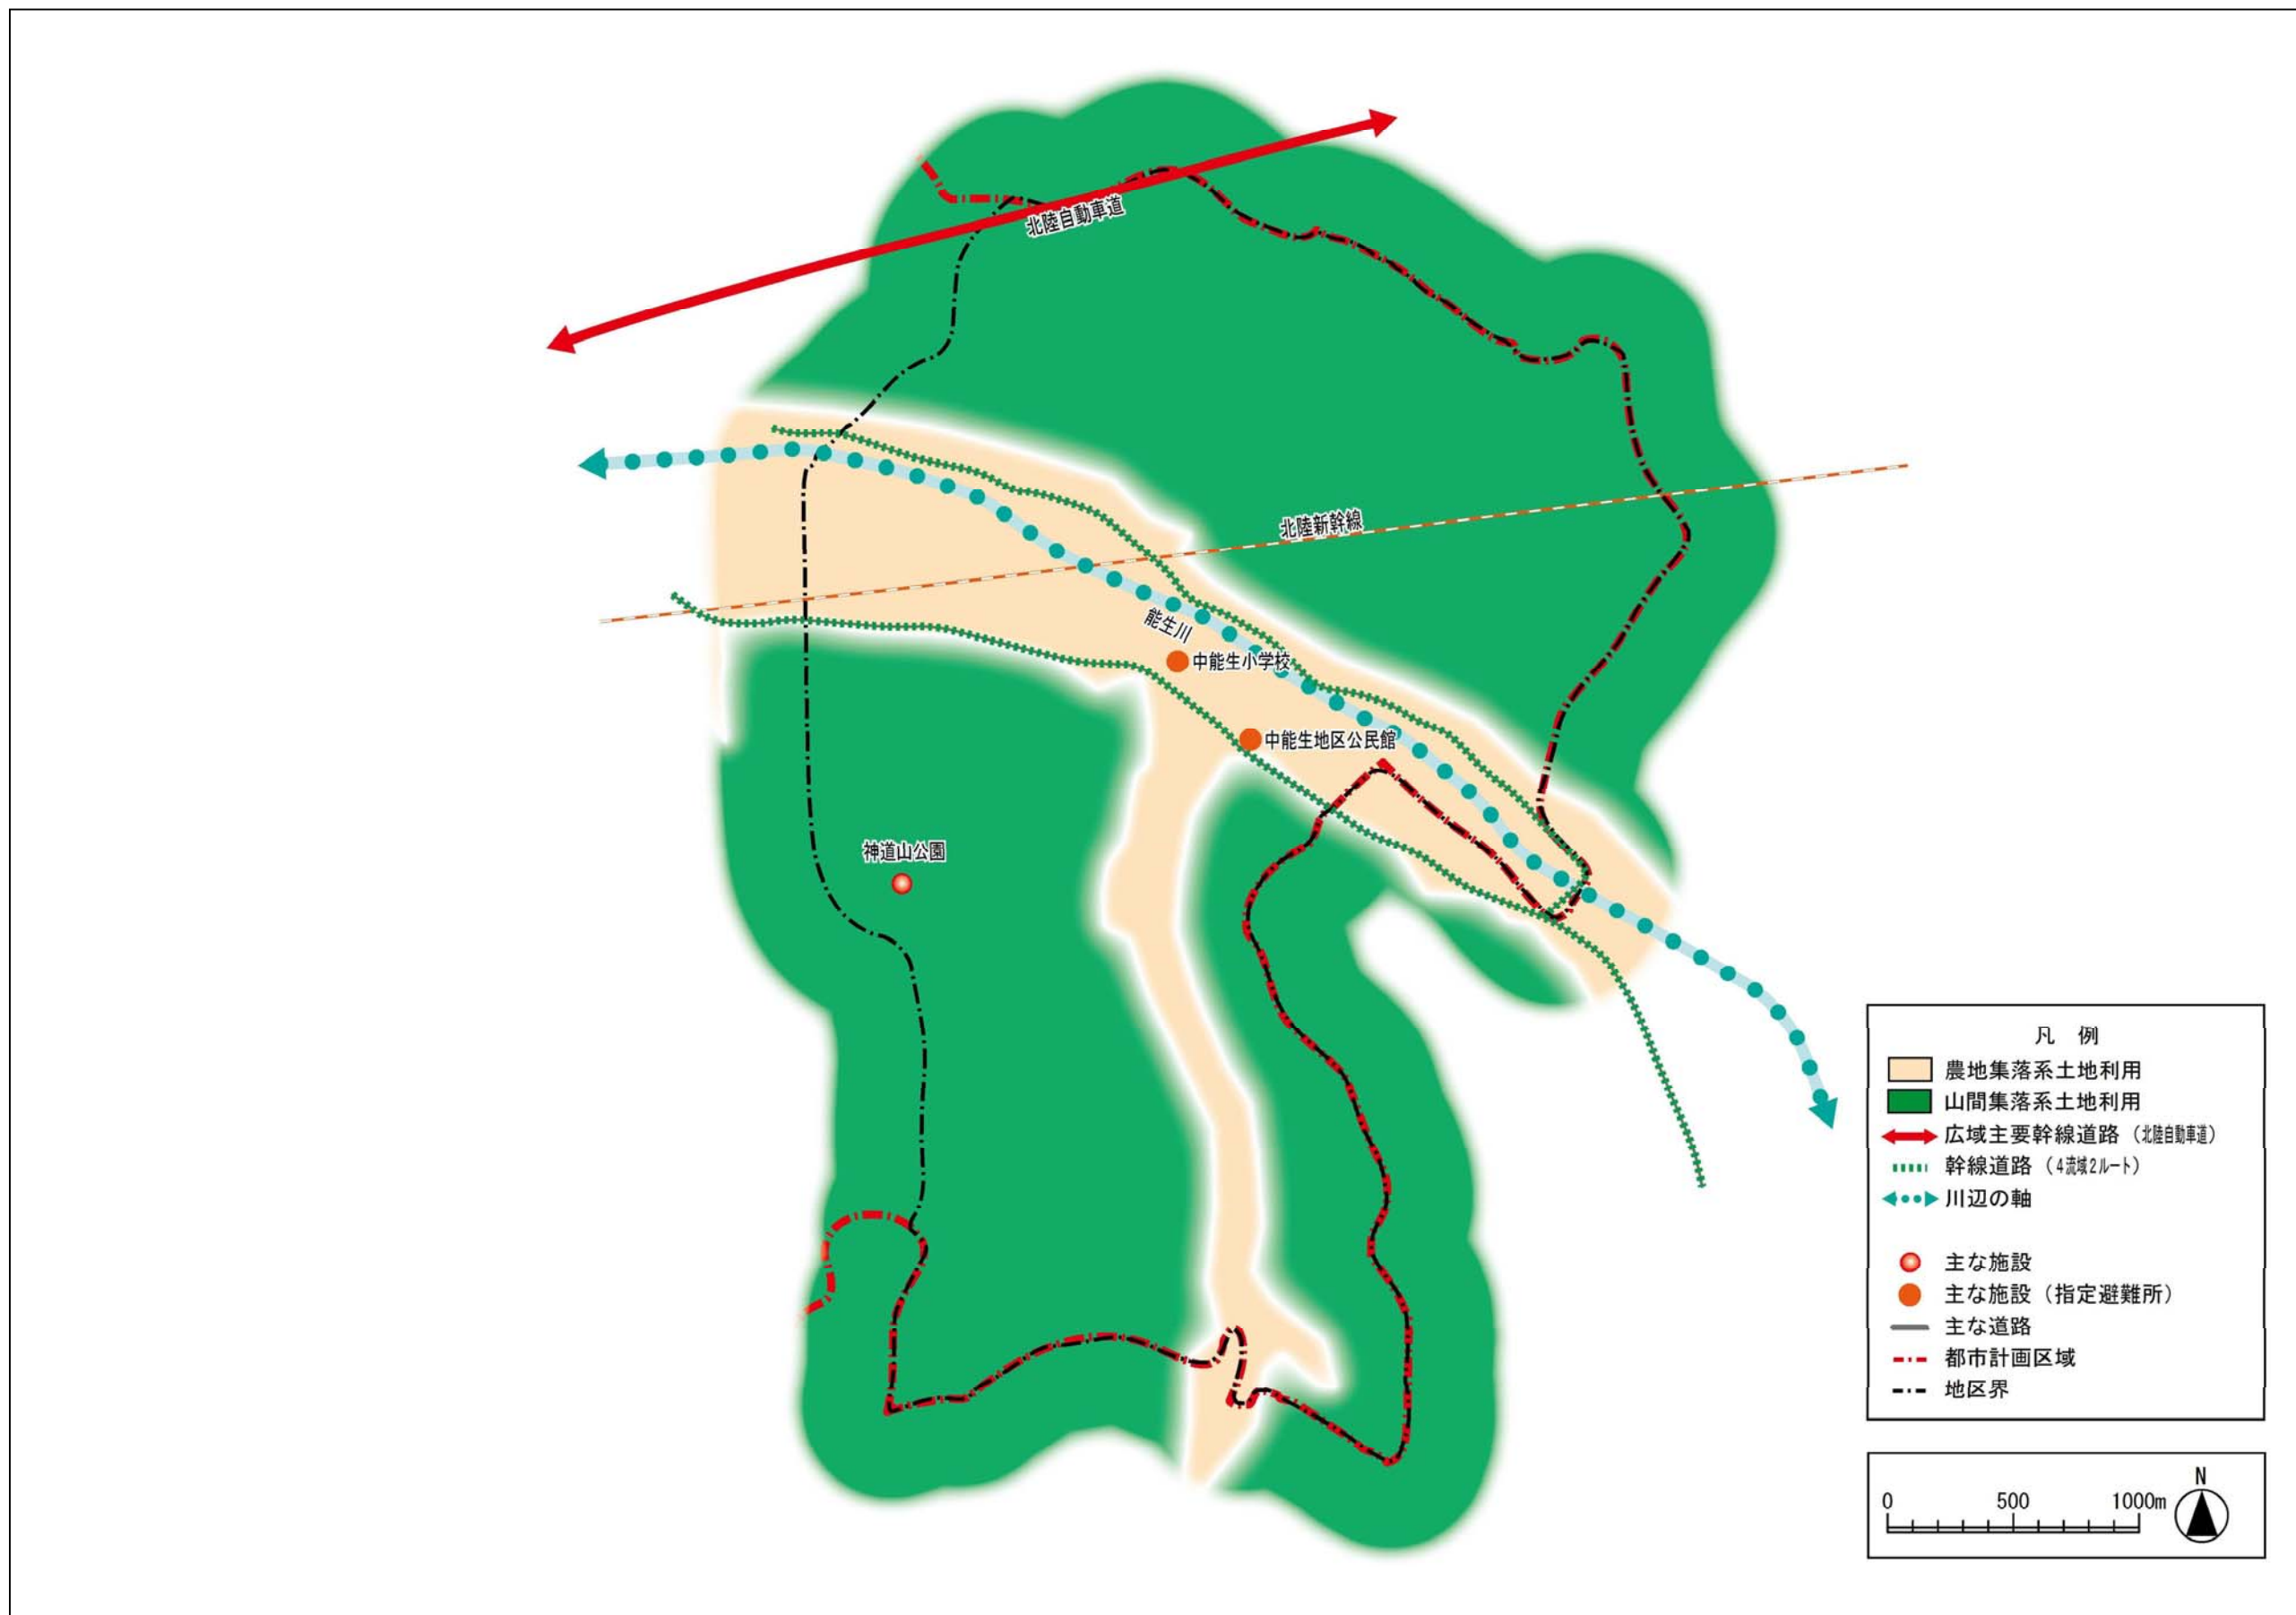 北陸自動車道
北陸新幹線
能生川
中能生小学校
中能生地区公民館
神道山公園
凡 例
農地集落系土地利用
山間集落系土地利用
広域主要幹線道路（北陸自動車道）
幹線道路（4流域2ルート）
川辺の軸
主な施設
主な施設（指定避難所）
主な道路
都市計画区域
地区界
N
0 500 1000m